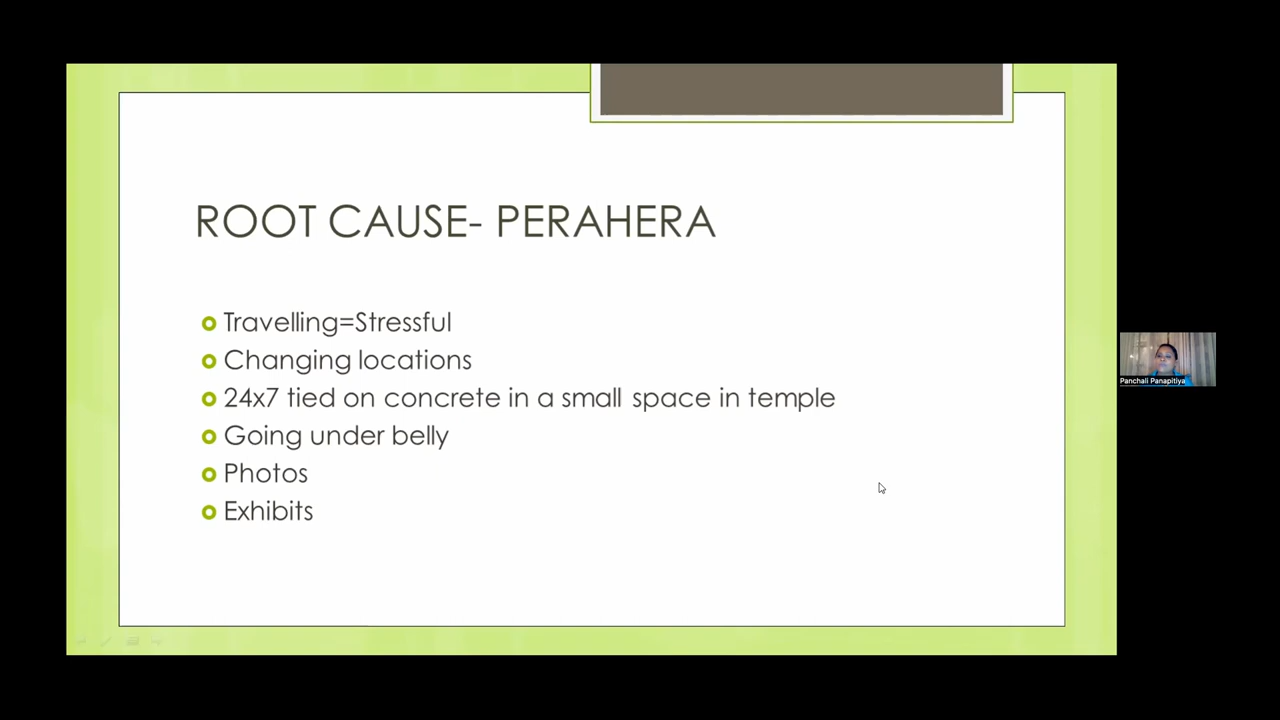 ROOT CAUSE- PERAHERA
Travelling=Stressful
Changing locations
24x7 tied on concrete in a small space in temple
Going under belly
Photos
Exhibits
Panchali Panapitiya